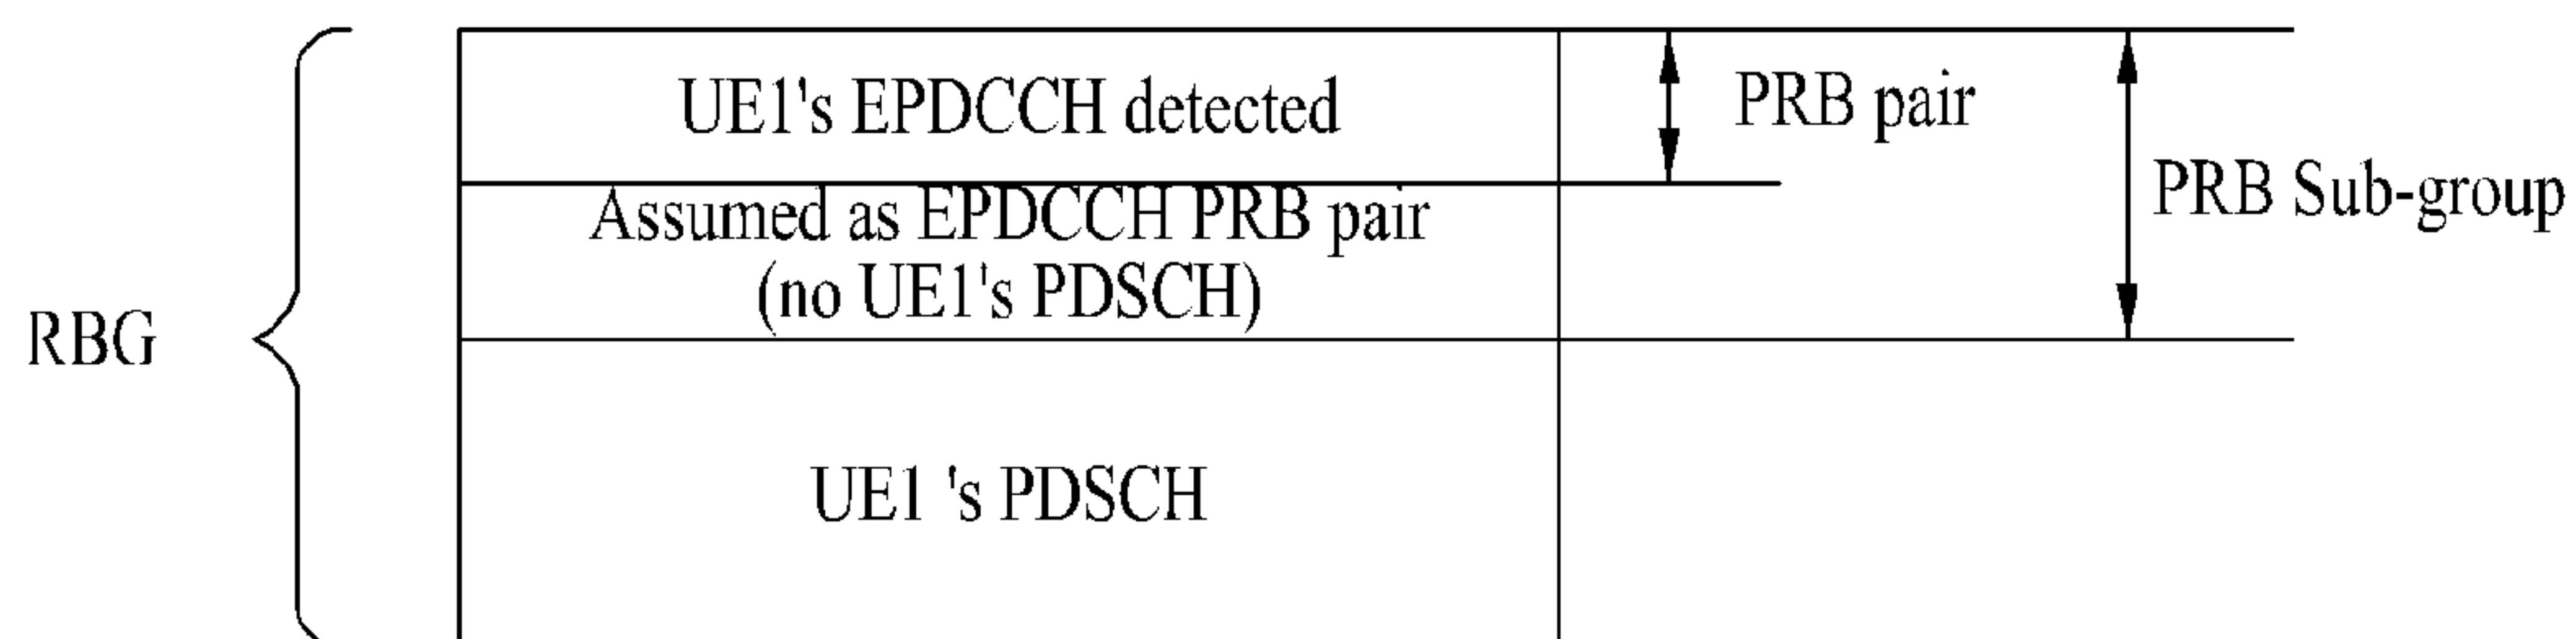 UE1's EPDCCH detected
PRB pair
PRB Sub-group
Assumed as EPDCCH PRB pair
(no UE1's PDSCH)
RBG
UE1 's PDSCH